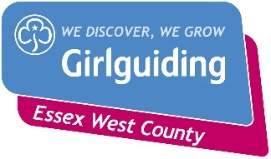 WE DISCOVER, WE GROW
Girlguiding
Essex West County